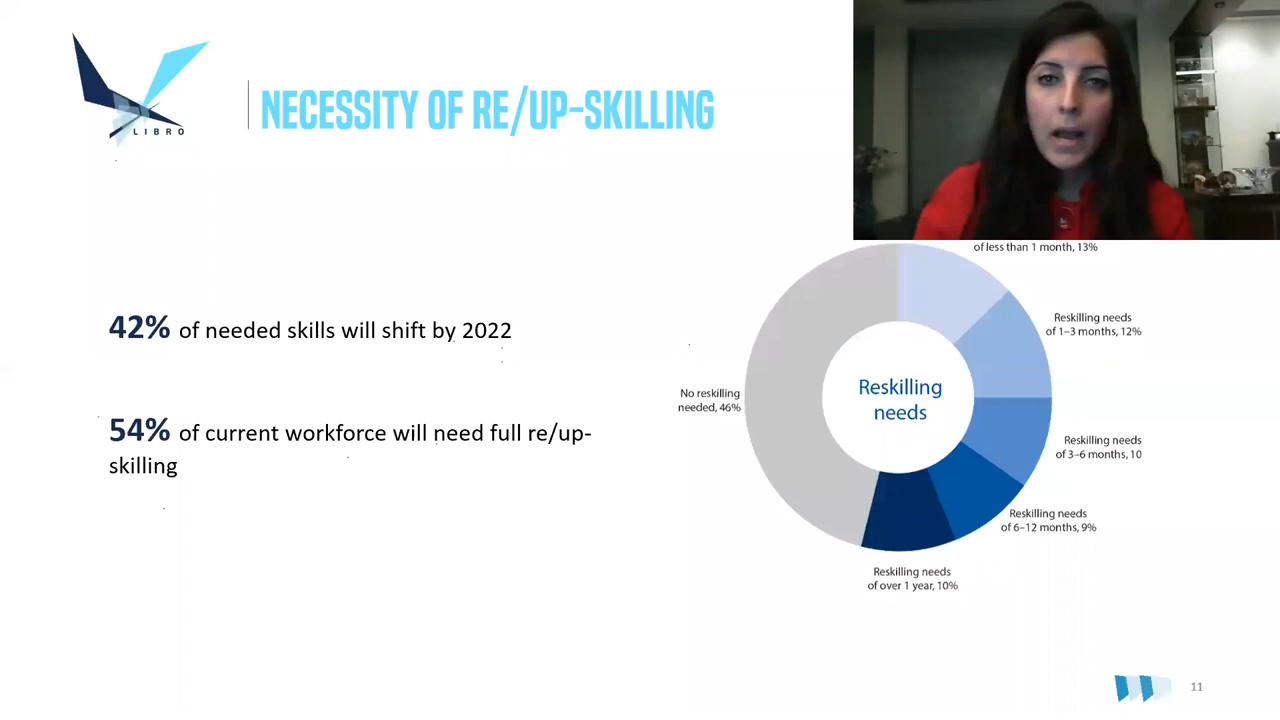 LIBRO
NECESSITY OF RE/UP-SKILLING
42% of needed skills will shift by 2022
54% of current workforce will need full re/up-
skilling
of less than 1 month, 13%
Reskilling needs
of 1–3 months, 12%
Reskilling needs
of 3–6 months, 10
Reskilling needs
of 6–12 months, 9%
Reskilling needs
of over 1 year, 10%
No reskilling
needed, 46%
Reskilling
needs
11